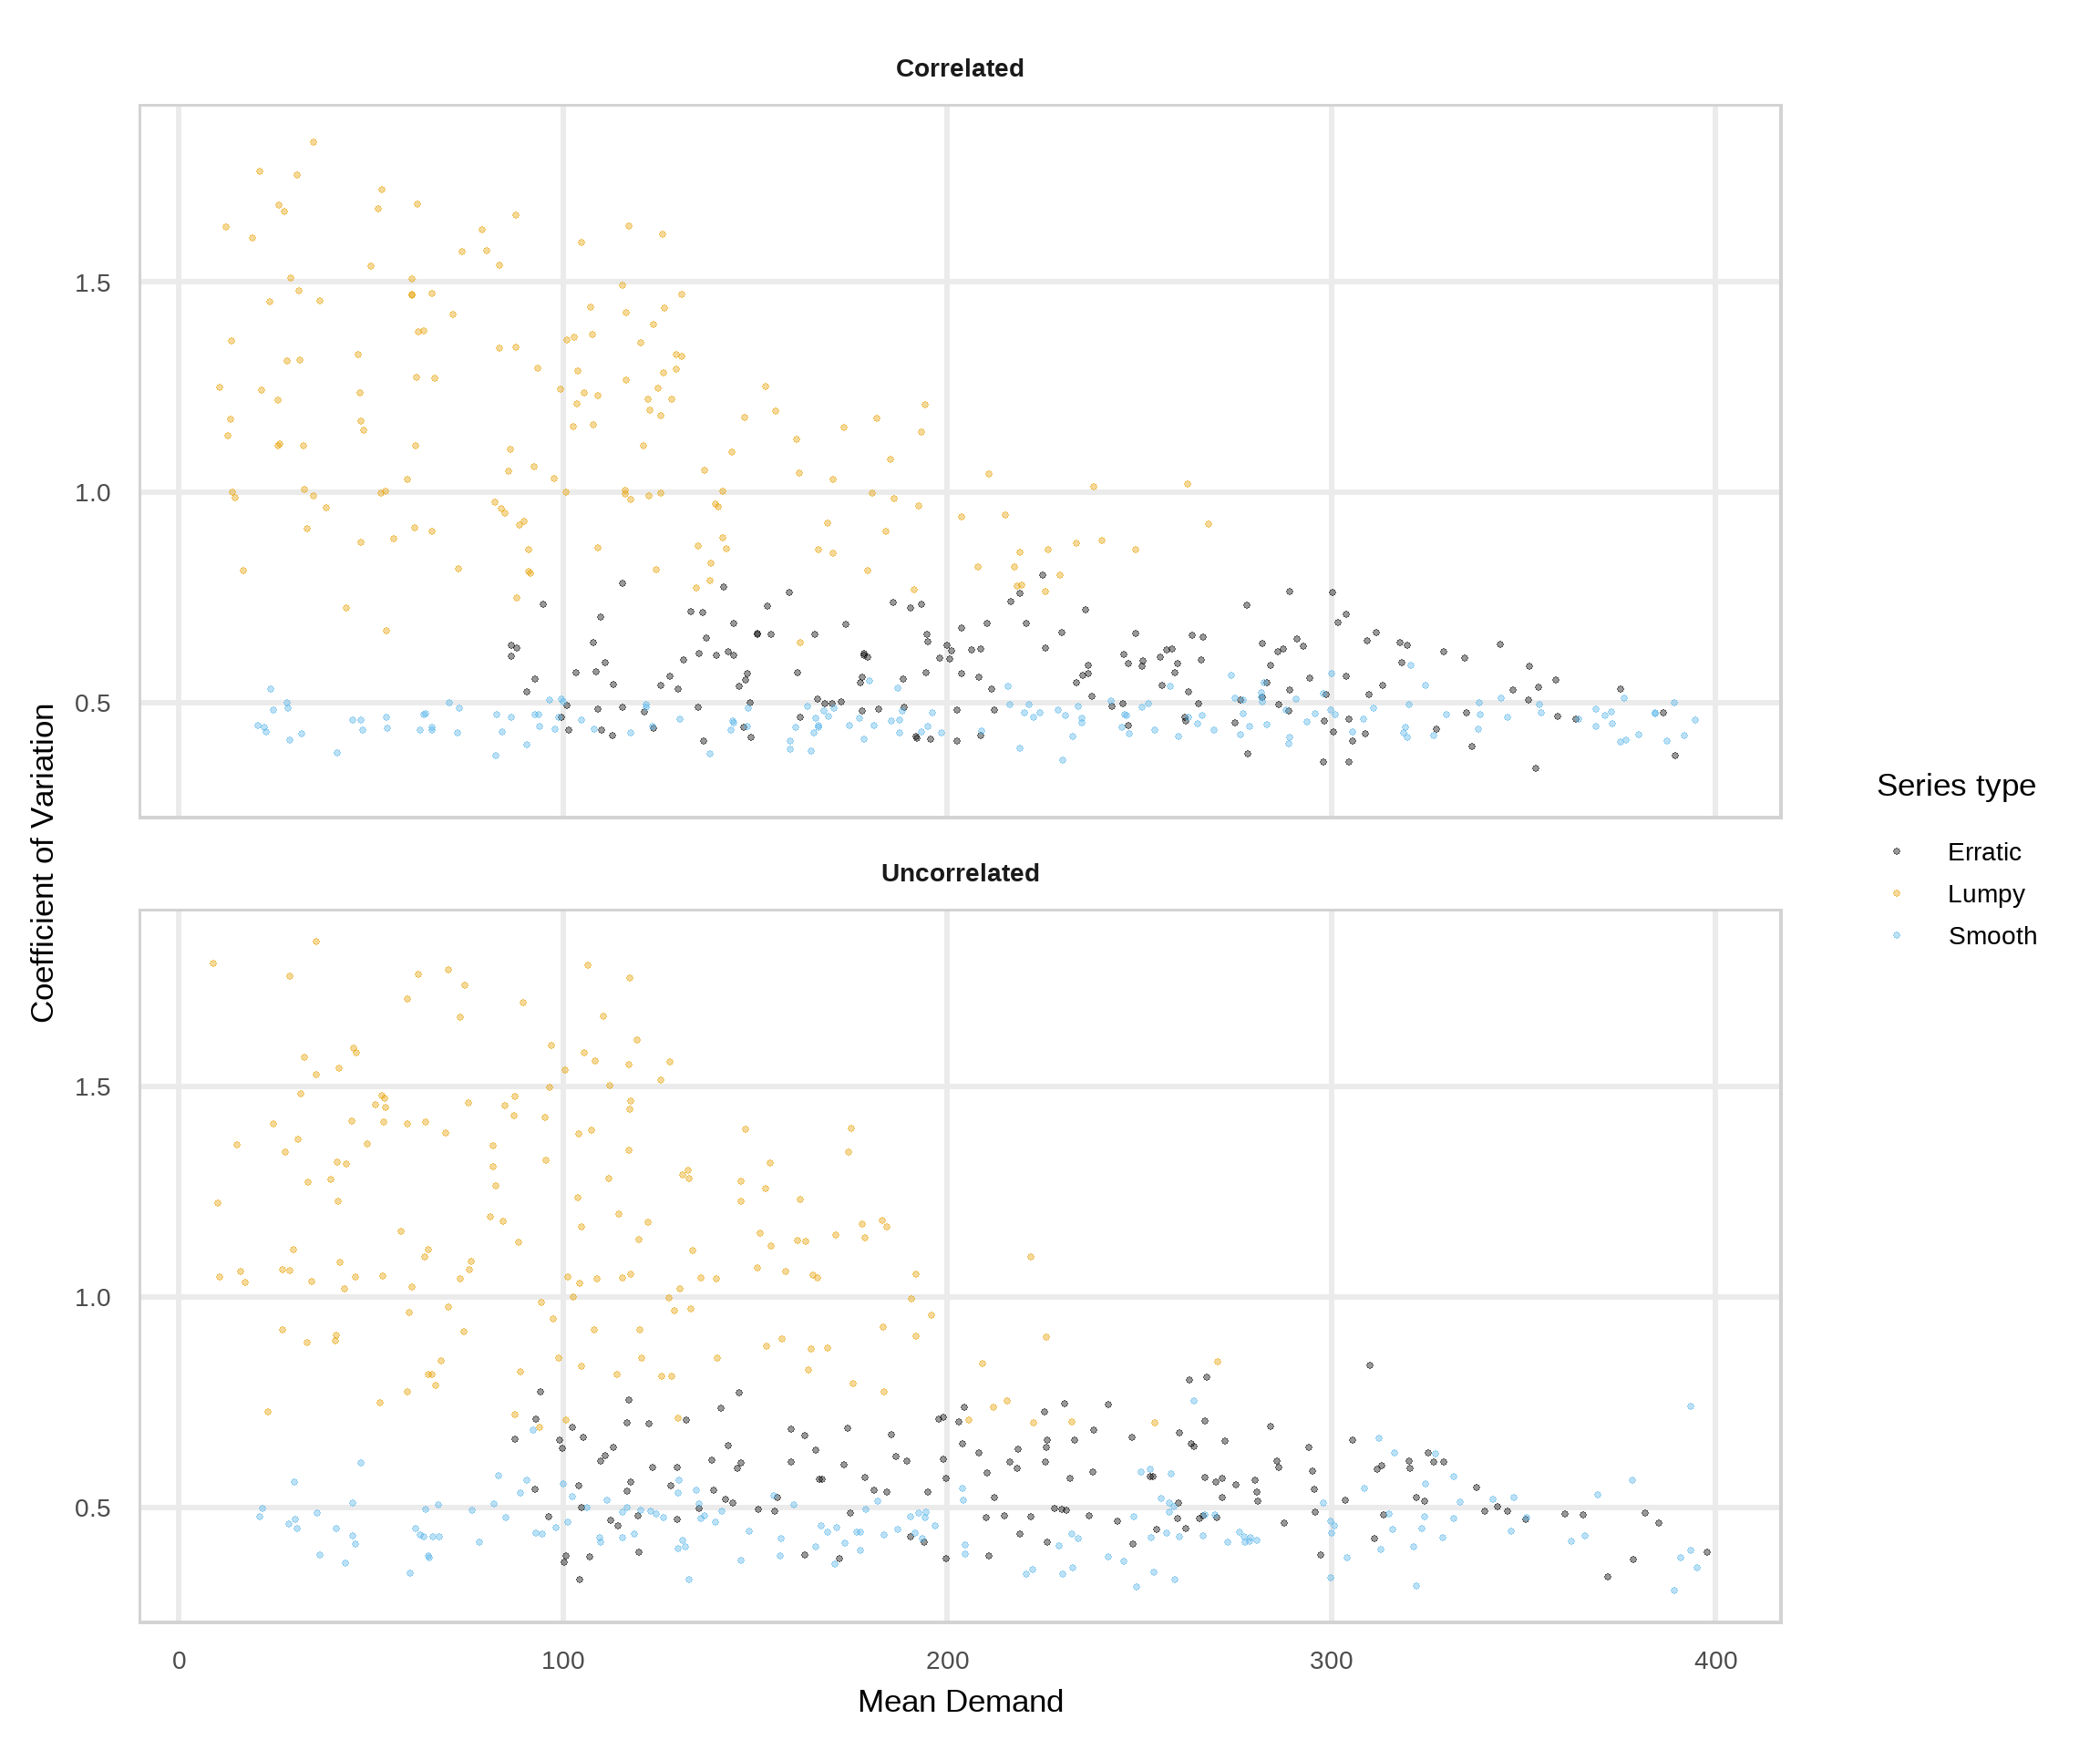 Correlated
1.5
1.0
0.5
Uncorrelated
1.5
1.0
0.5
0 100 200 300 400
Mean Demand
Coefficient of Variation
Series type
Erratic
Lumpy
Smooth